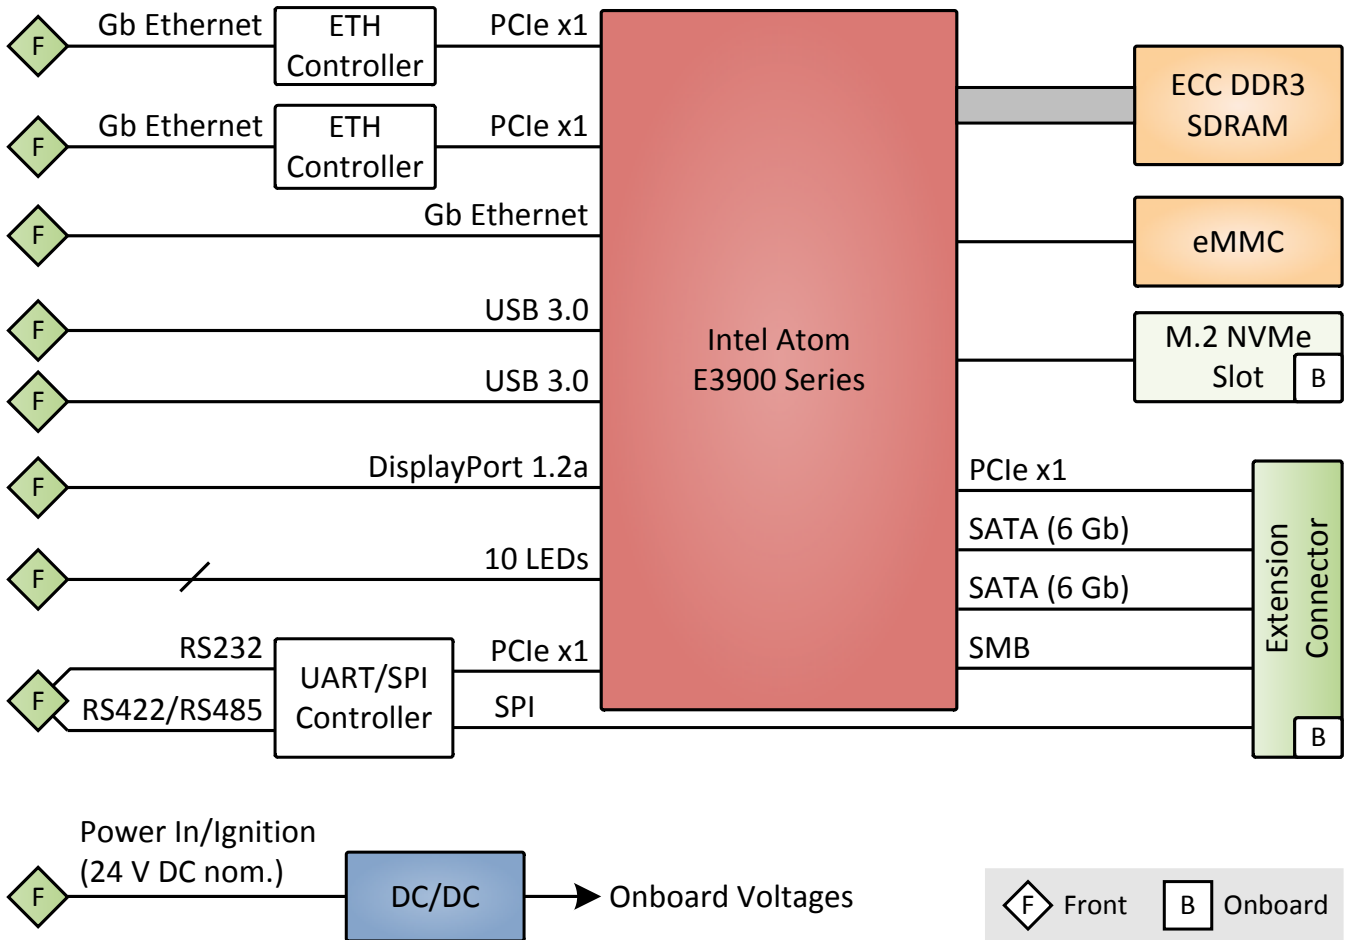 F
Gb Ethernet
ETH
Controller
PCIe x1
F
Gb Ethernet
ETH
Controller
PCIe x1
F
Gb Ethernet
F
USB 3.0
F
USB 3.0
F
DisplayPort 1.2a
F
10 LEDs
F
RS232
RS422/RS485
UART/SPI
Controller
PCIe x1
SPI
Intel Atom
E3900 Series
ECC DDR3
SDRAM
eMMC
M.2 NVMe
Slot
B
PCIe x1
SATA (6 Gb)
SATA (6 Gb)
SMB
Extension
Connector
B
F
Power In/Ignition
(24 V DC nom.)
DC/DC
Onboard Voltages
F Front
B Onboard